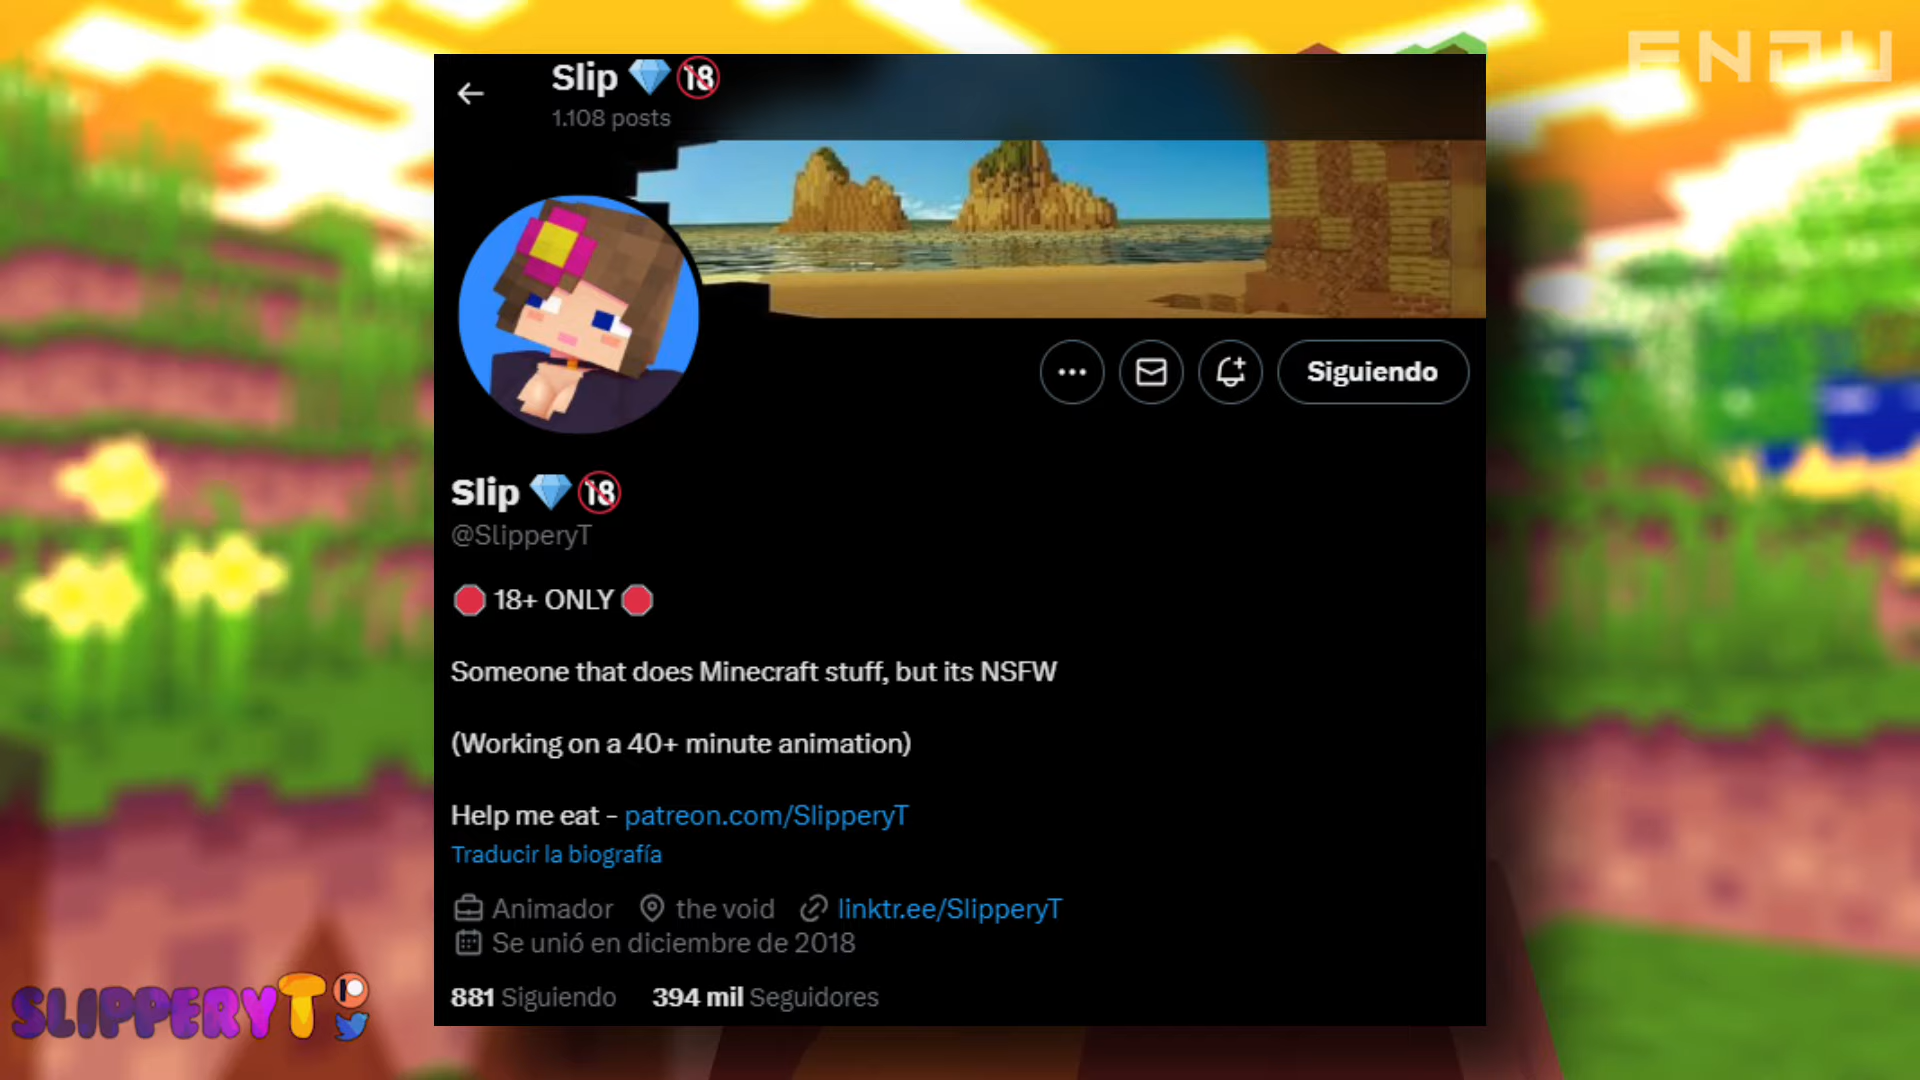 ENDU
Slip 💎🔞
1.108 posts
Siguiendo
Slip 💎🔞
@SlipperyT
🛑 18+ ONLY 🛑
Someone that does Minecraft stuff, but its NSFW
(Working on a 40+ minute animation)
Help me eat - patreon.com/SlipperyT
Traducir la biografía
Animador the void linktr.ee/SlipperyT
Se unió en diciembre de 2018
881 Siguiendo 394 mil Seguidores
SLIPPERYT